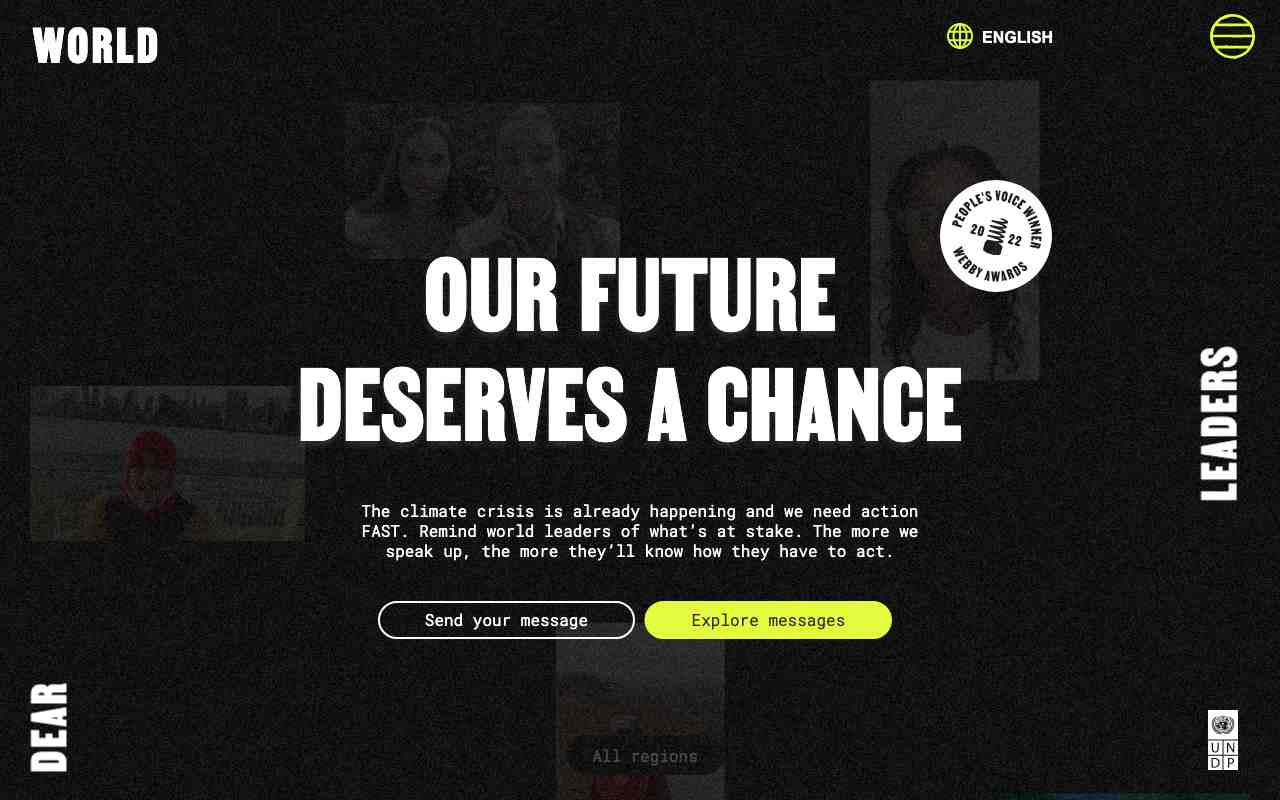 WORLD
ENGLISH
PEOPLE'S VOICE WINNER
20 22
WEBBY AWARDS
OUR FUTURE
DESERVES A CHANCE
LEADERS
The climate crisis is already happening and we need action
FAST. Remind world leaders of what's at stake. The more we
speak up, the more they'll know how they have to act.
Send your message
Explore messages
DEAR
All regions
U N
D P